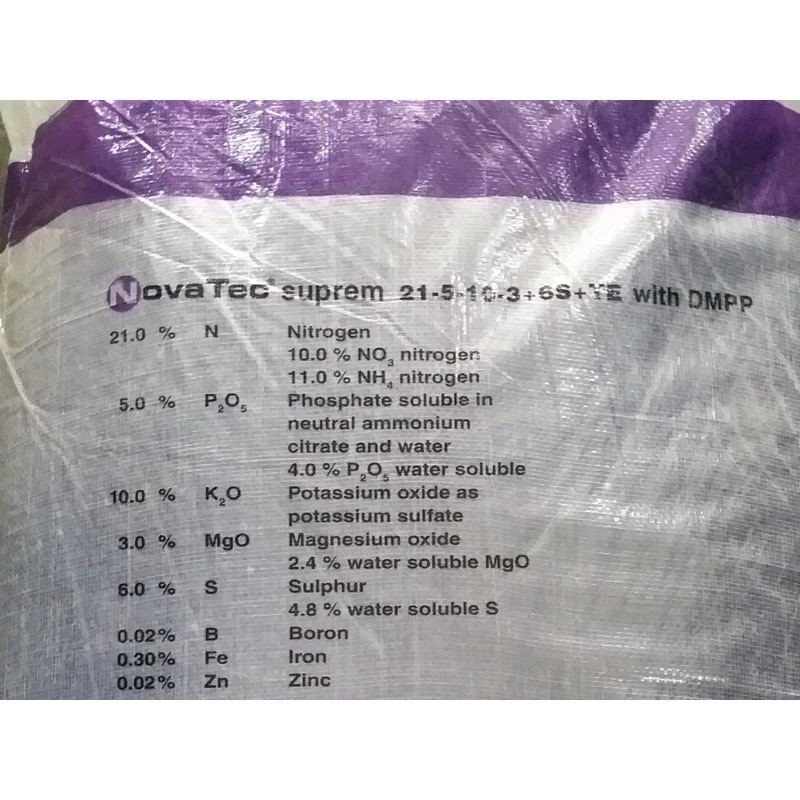 NovaTec® suprem 21-5-10-3+6S+TE with DMPP
21.0 % N Nitrogen
10.0 % NO₃ nitrogen
11.0 % NH₄ nitrogen
5.0 % P₂O₅ Phosphate soluble in
neutral ammonium
citrate and water
4.0 % P₂O₅ water soluble
10.0 % K₂O Potassium oxide as
potassium sulfate
3.0 % MgO Magnesium oxide
2.4 % water soluble MgO
6.0 % S Sulphur
4.8 % water soluble S
0.02% B Boron
0.30% Fe Iron
0.02% Zn Zinc